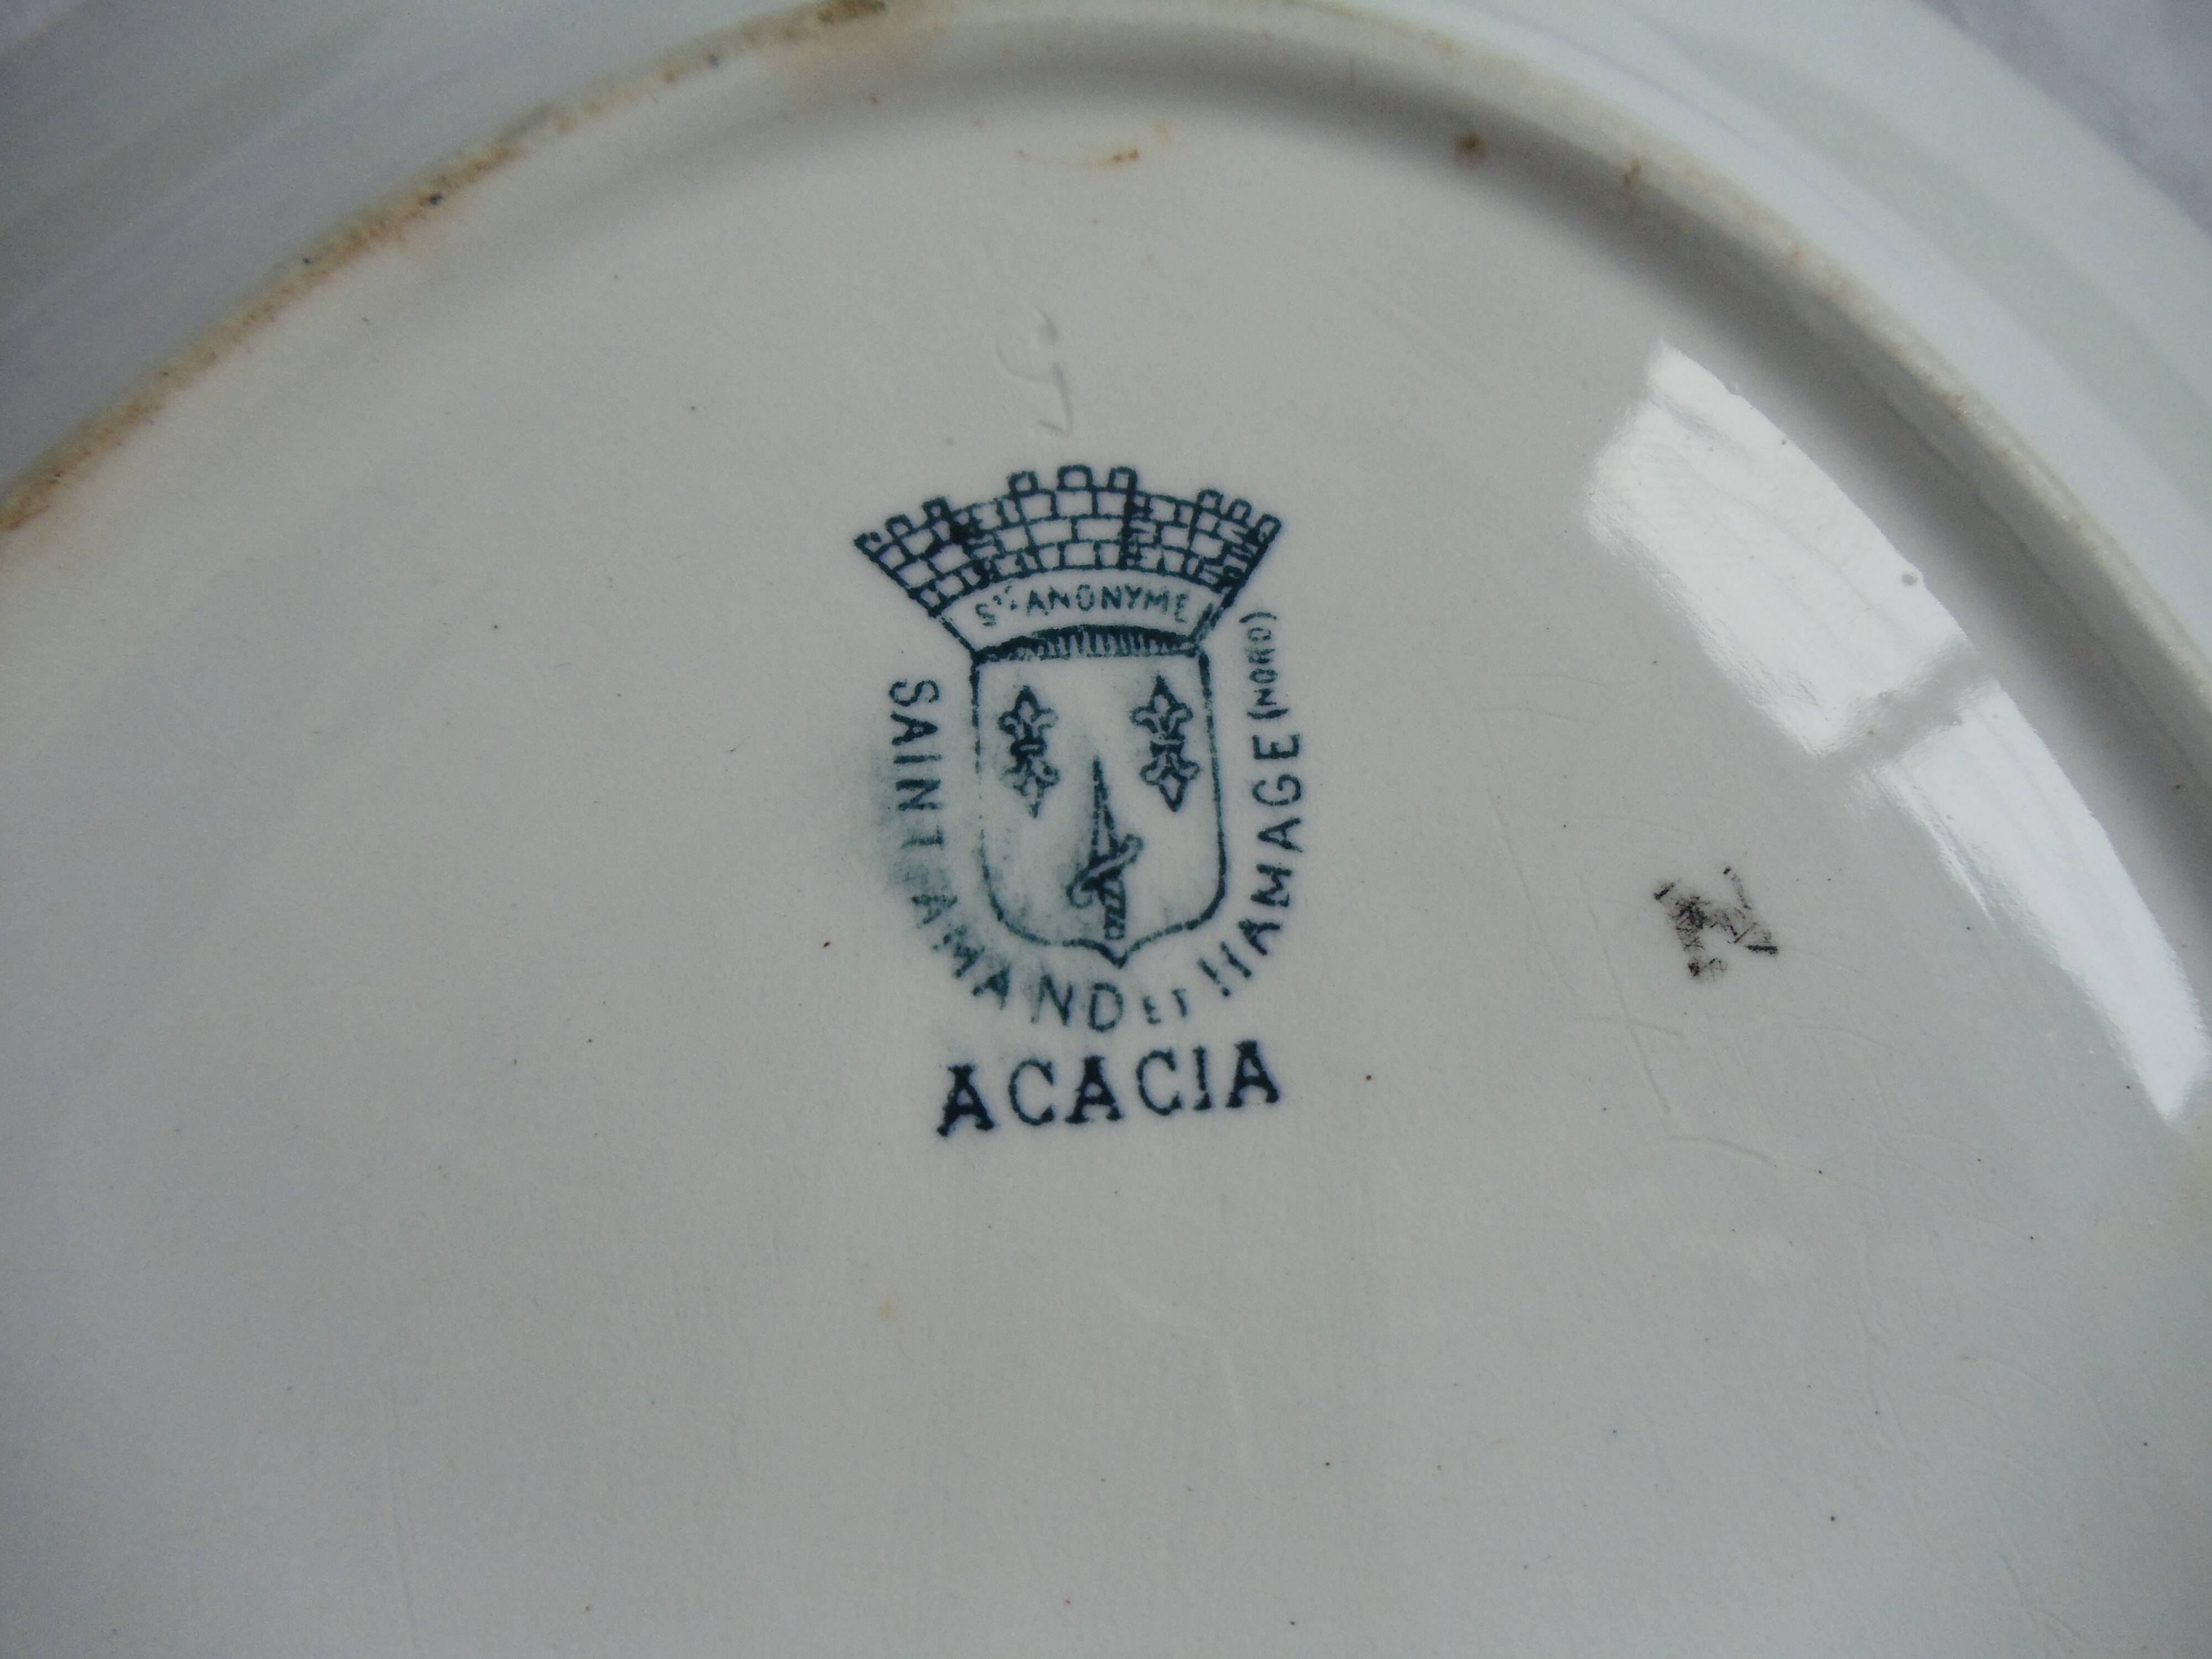 Sté ANONYME
SAINT AMAND ET HAMAGE (NORD)
ACACIA